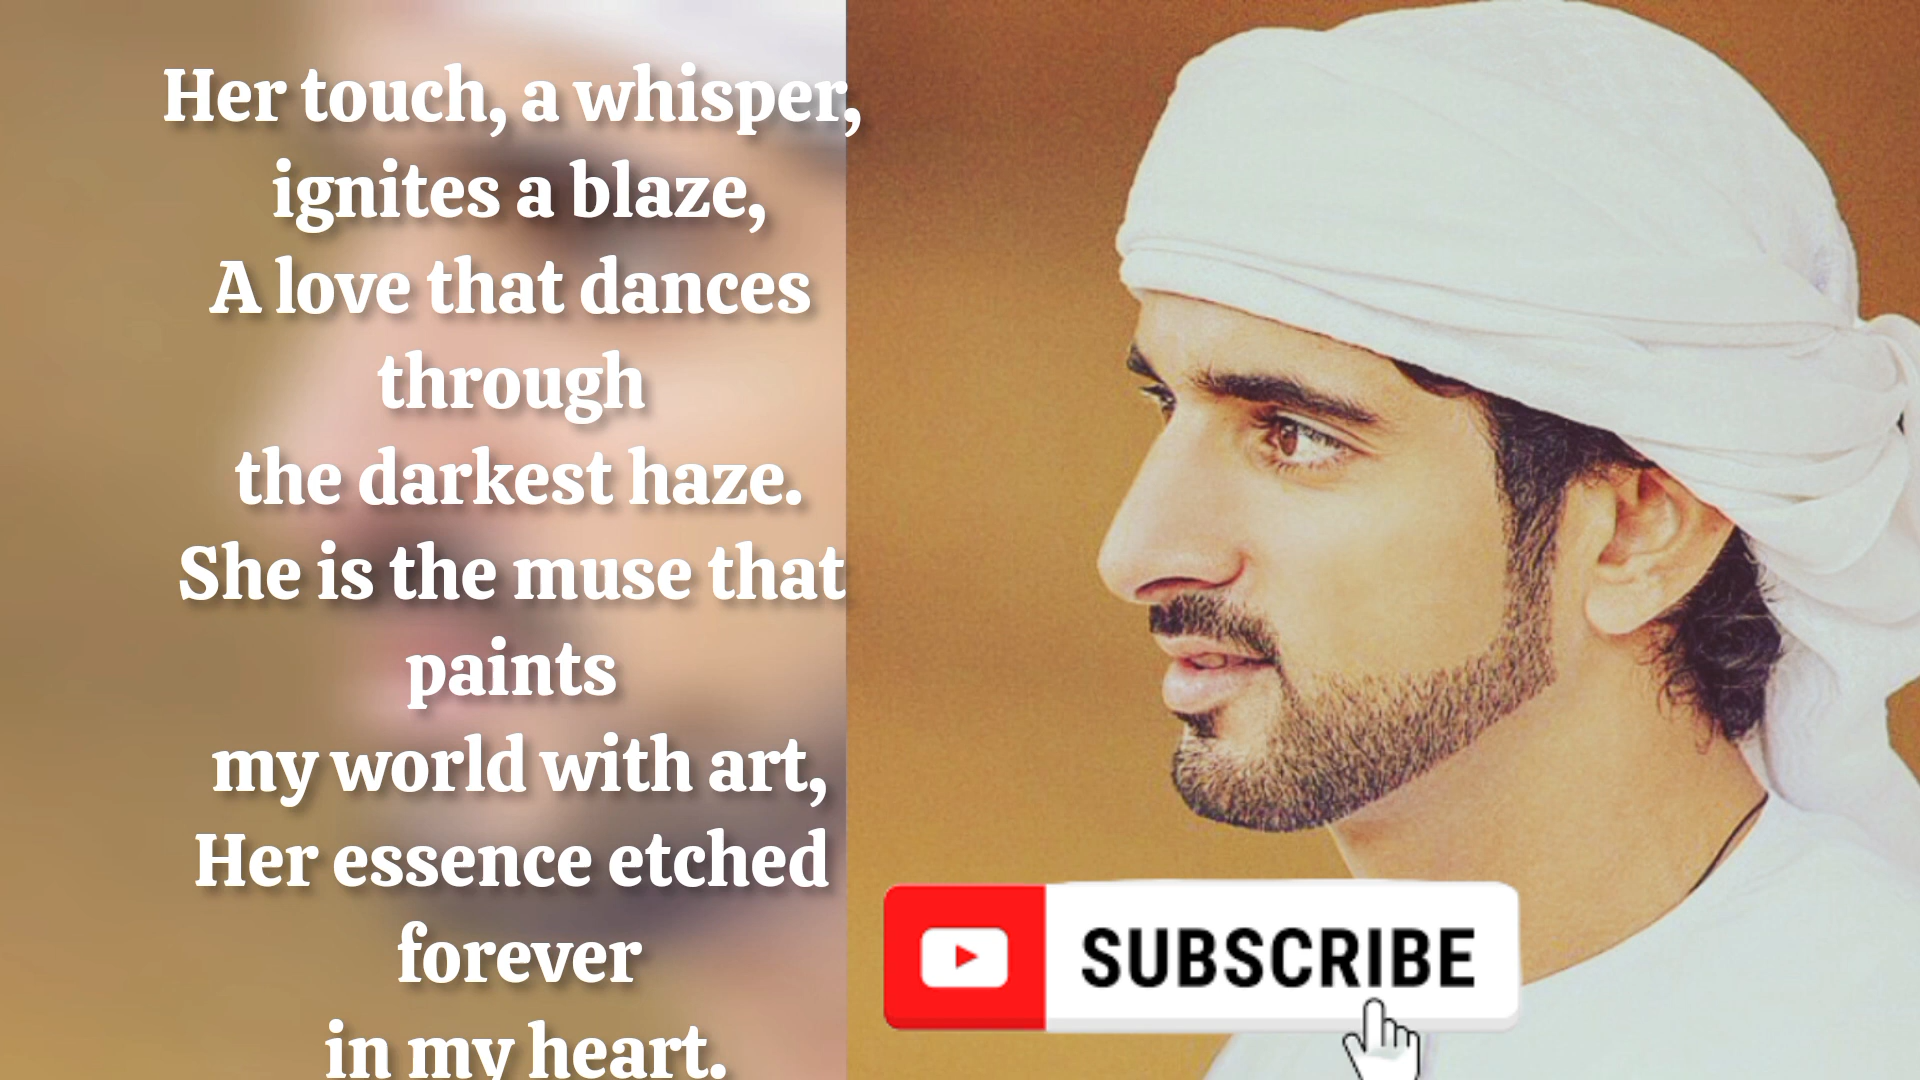 Her touch, a whisper,
ignites a blaze,
A love that dances
through
the darkest haze.
She is the muse that
paints
my world with art,
Her essence etched
forever
in my heart.
SUBSCRIBE